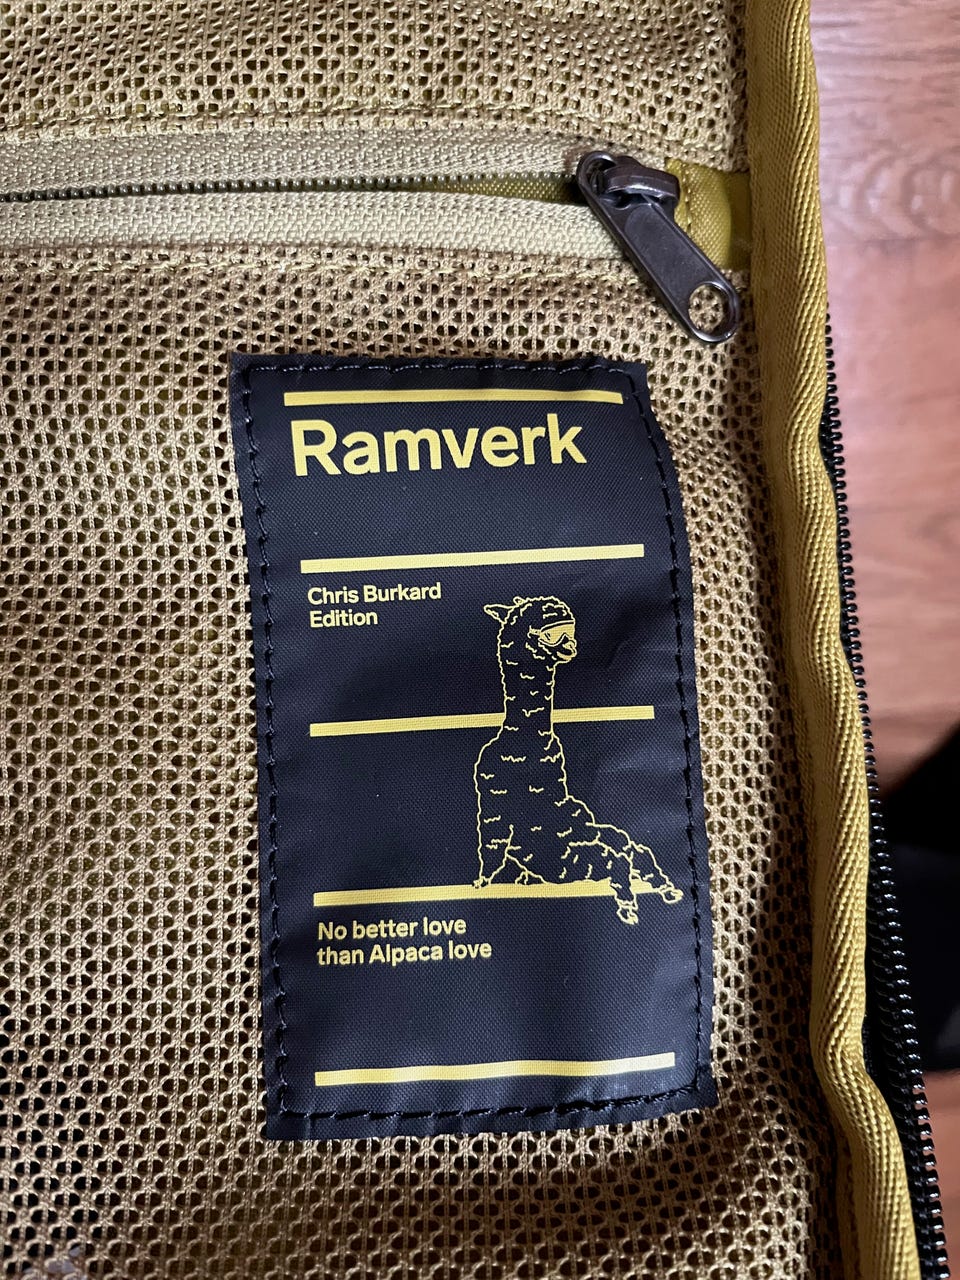 Ramverk
Chris Burkard
Edition
No better love
than Alpaca love